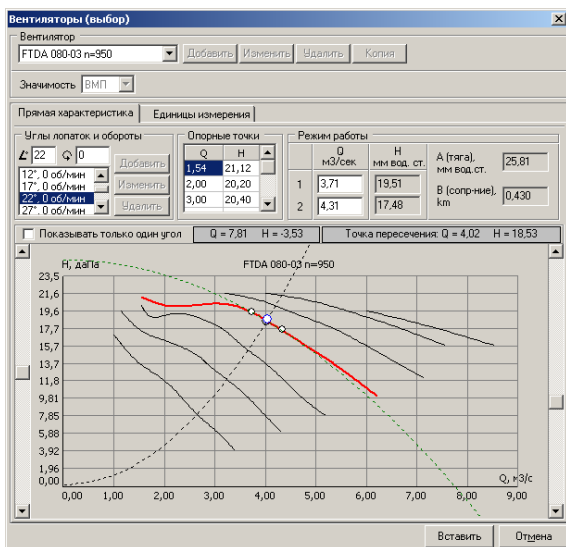 Вентиляторы (выбор)
Вентилятор
FTDA 080-03 n=950 Добавить Изменить Удалить Копия
Значимость ВМП
Прямая характеристика Единицы измерения
Углы лопаток и обороты Опорные точки Режим работы
22 0 Добавить
12°, 0 об/мин
17°, 0 об/мин
22°, 0 об/мин
27°, 0 об/мин
Изменить
Удалить
Q H
1,54 21,12
2,00 20,20
3,00 20,40
Q м3/сек H мм вод. ст.
1 3,71 19,51
2 4,31 17,48
A (тяга), мм вод.ст. 25,81
B (сопр-ние), km 0,430
Показывать только один угол Q = 7,81 H = -3,53 Точка пересечения: Q = 4,02 H = 18,53
H, даПа FTDA 080-03 n=950
23,5
21,6
19,6
17,7
15,7
13,7
11,8
9,81
7,85
5,88
3,92
1,96
0,00
Q, м3/с
0,00 1,00 2,00 3,00 4,00 5,00 6,00 7,00 8,00 9,00
Вставить Отмена